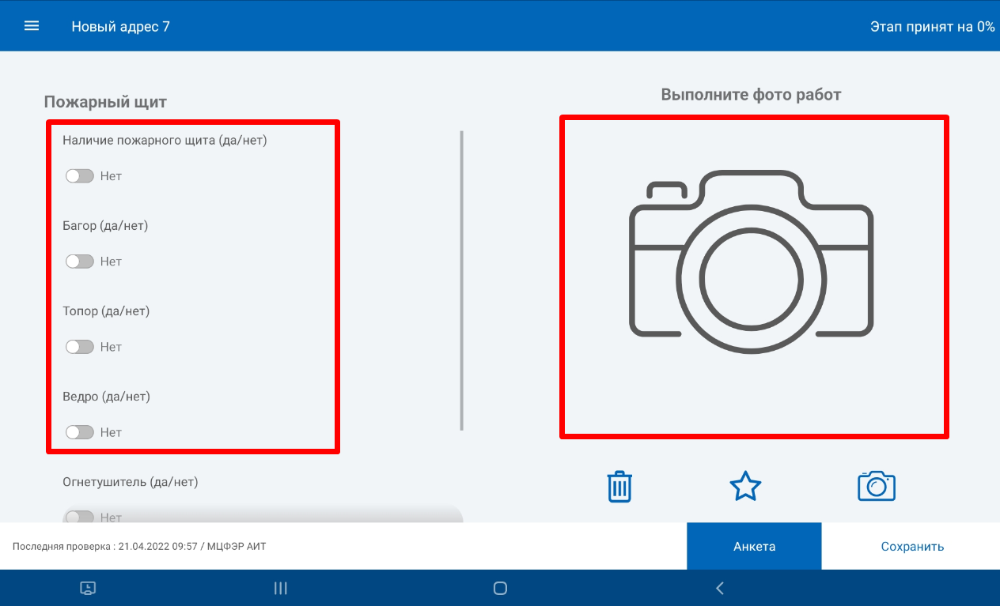 Новый адрес 7
Этап принят на 0%
Пожарный щит
Наличие пожарного щита (да/нет)
Нет
Багор (да/нет)
Нет
Топор (да/нет)
Нет
Ведро (да/нет)
Нет
Огнетушитель (да/нет)
Нет
Выполните фото работ
Последняя проверка : 21.04.2022 09:57 / МЦФЭР АИТ
Анкета
Сохранить